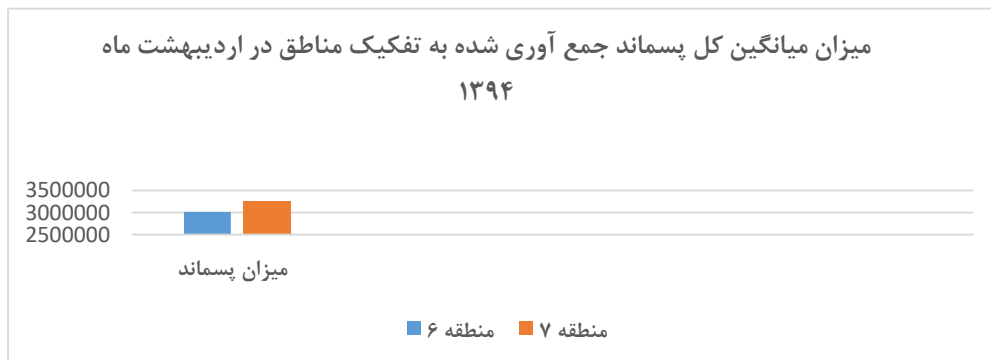 میزان میانگین کل پسماند جمع آوری شده به تفکیک مناطق در اردیبهشت ماه
۱۳۹۴
3500000
3000000
2500000
میزان پسماند
منطقه ۶ منطقه ۷